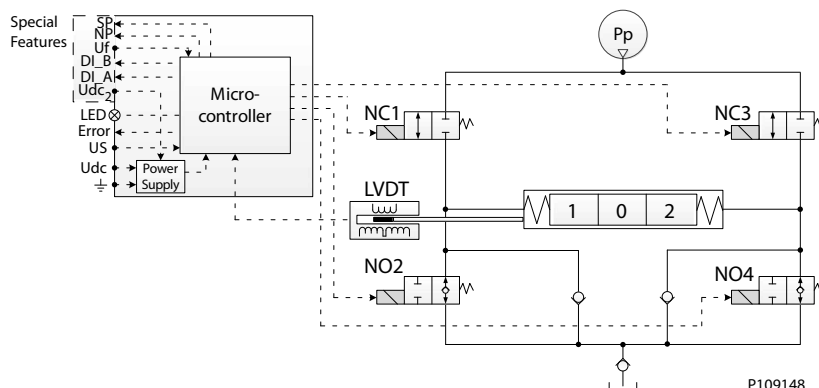 Special
Features
SP
NP
Uf
DI_B
DI_A
Udc2
LED
Error
US
Udc
Micro-
controller
Power
Supply
Pp
NC1
NC3
LVDT
1 0 2
NO2
NO4
P109148